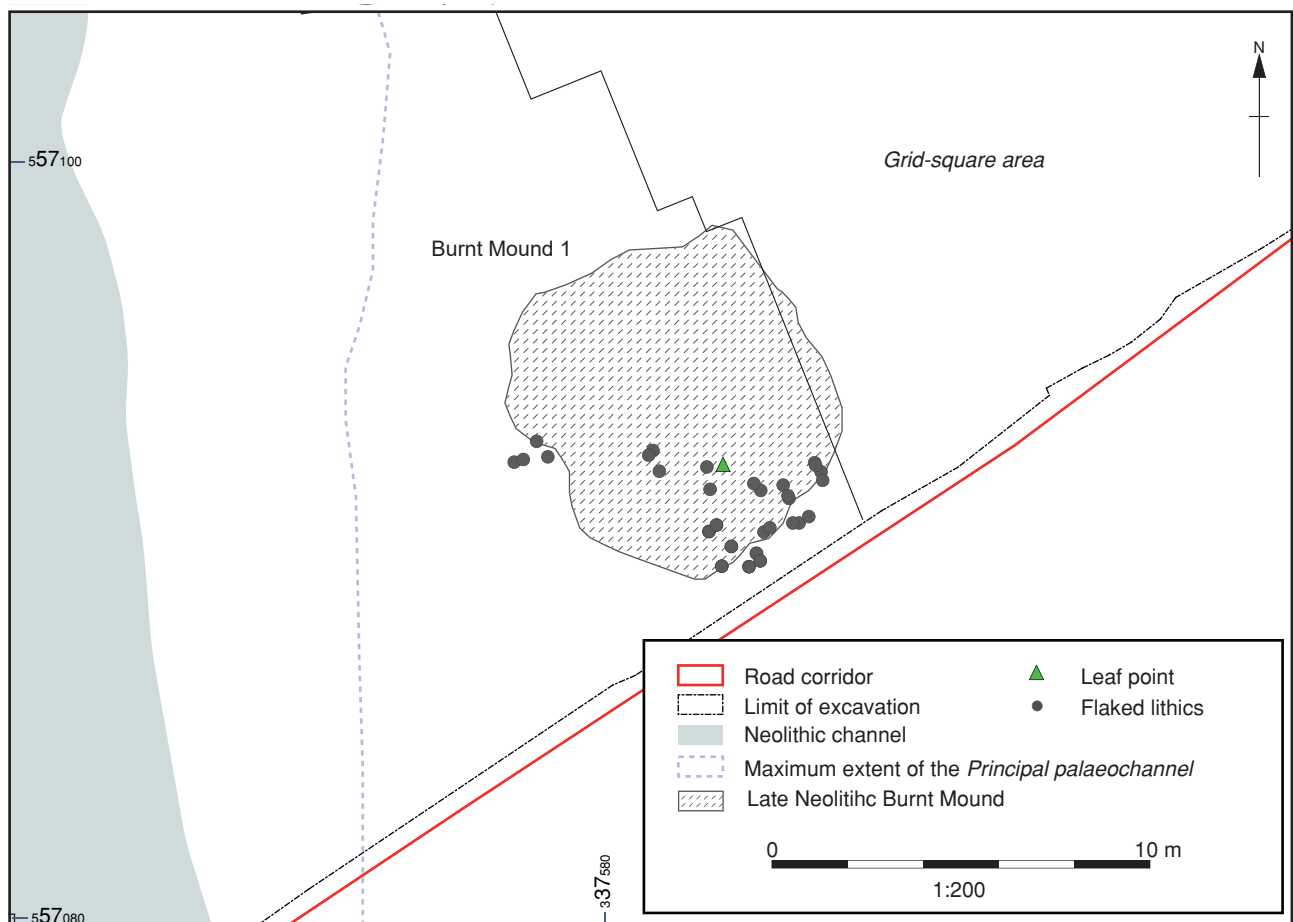 N
557100
Grid-square area
Burnt Mound 1
Road corridor
Leaf point
Limit of excavation
Flaked lithics
Neolithic channel
Maximum extent of the Principal palaeochannel
Late Neolitihc Burnt Mound
0 10 m
1:200
337580
557080